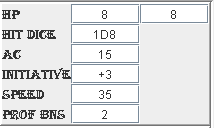 HP 8 8
HIT DICE 1D8
AC 15
INITIATIVE +3
SPEED 35
PROF BNS 2